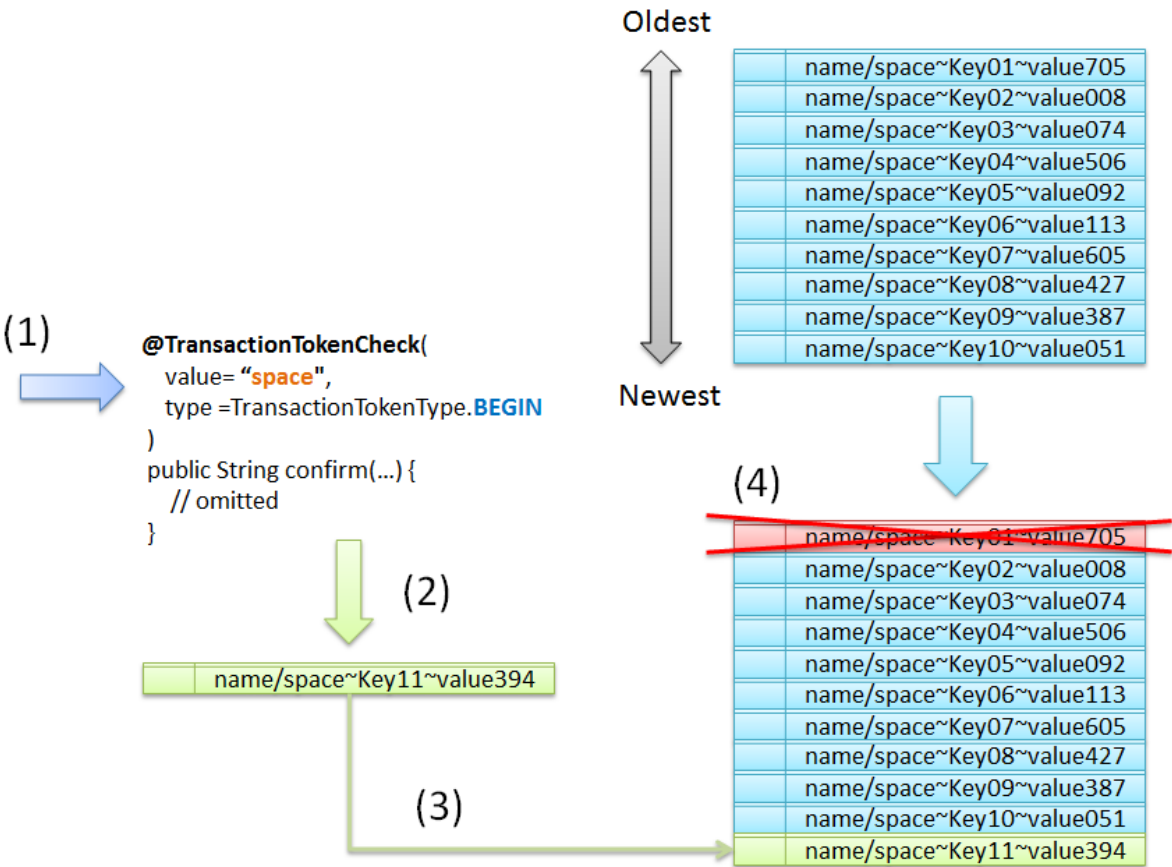 Oldest
name/space~Key01~value705
name/space~Key02~value008
name/space~Key03~value074
name/space~Key04~value506
name/space~Key05~value092
name/space~Key06~value113
name/space~Key07~value605
name/space~Key08~value427
name/space~Key09~value387
name/space~Key10~value051
Newest
(1)
@TransactionTokenCheck(
value= “space",
type =TransactionTokenType.BEGIN
)
public String confirm(...) {
// omitted
}
(2)
name/space~Key11~value394
(3)
(4)
name/space~Key01~value705
name/space~Key02~value008
name/space~Key03~value074
name/space~Key04~value506
name/space~Key05~value092
name/space~Key06~value113
name/space~Key07~value605
name/space~Key08~value427
name/space~Key09~value387
name/space~Key10~value051
name/space~Key11~value394